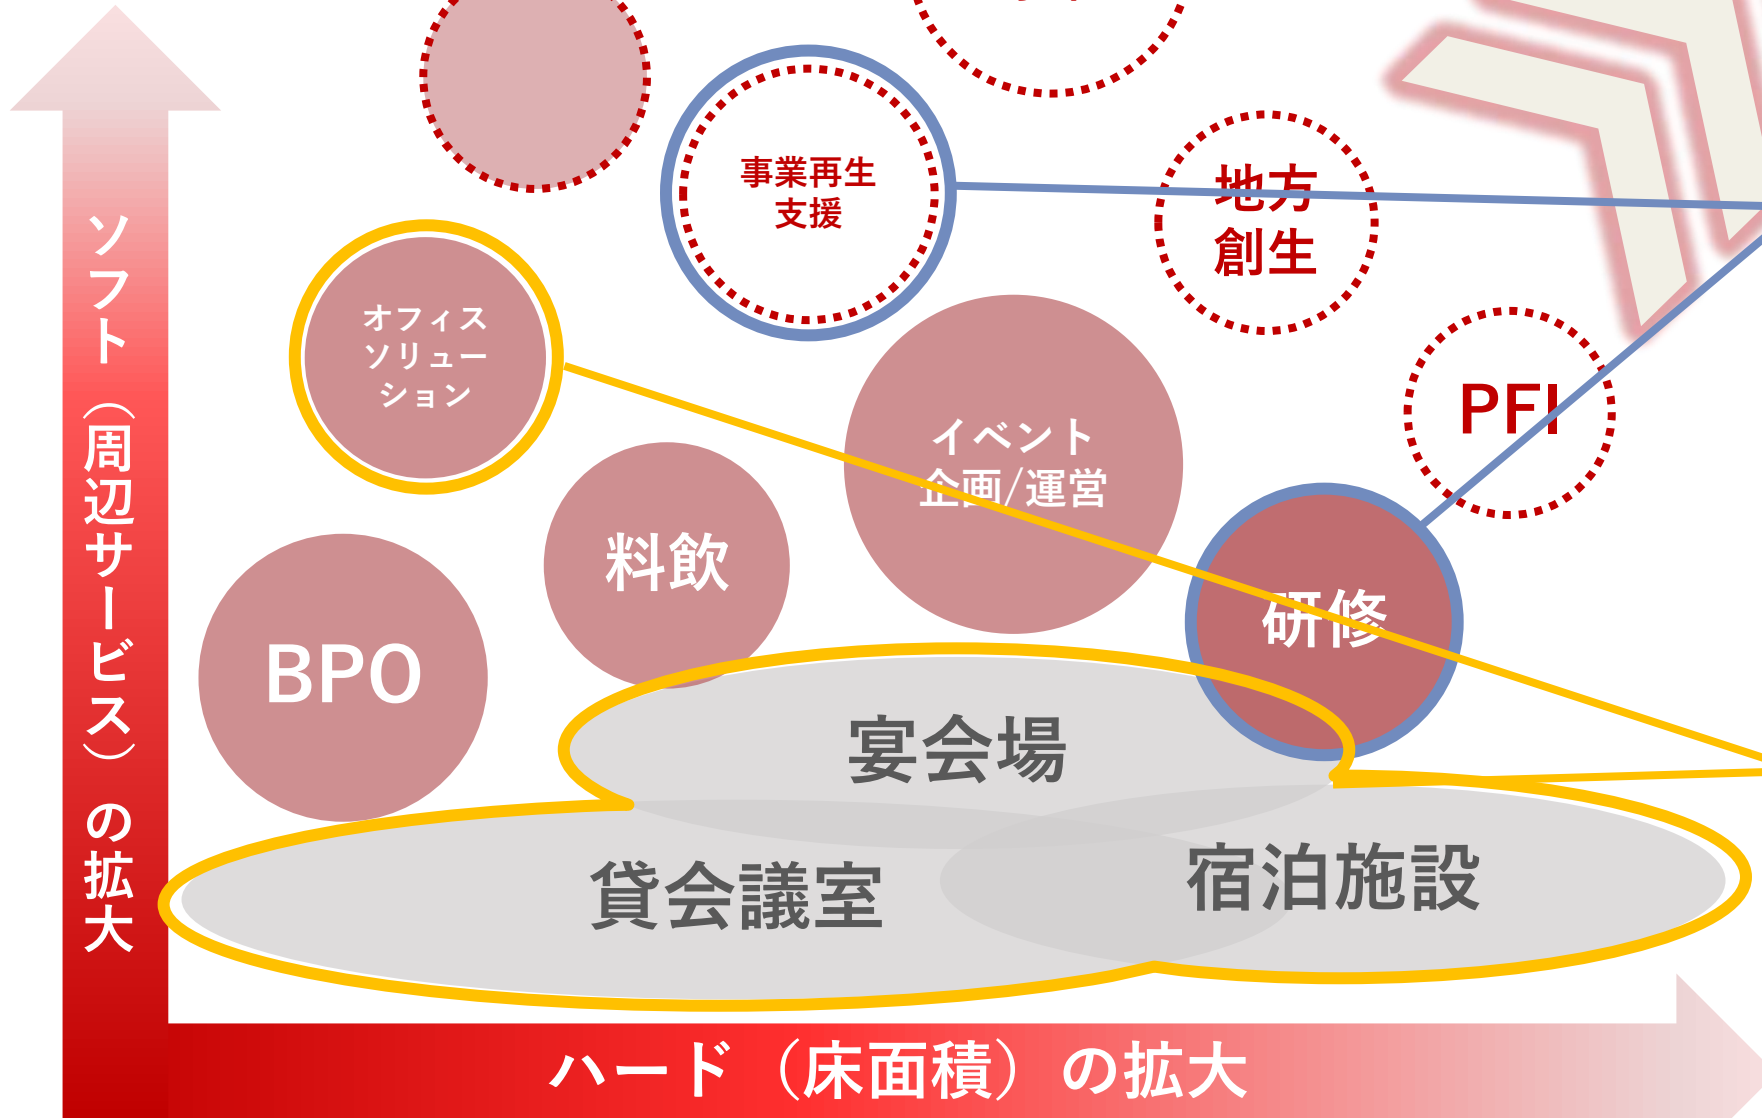 事業再生
支援
地方
創生
オフィス
ソリュー
ション
PFI
イベント
企画/運営
料飲
研修
BPO
宴会場
貸会議室
宿泊施設
ソフト（周辺サービス）の拡大
ハード（床面積）の拡大